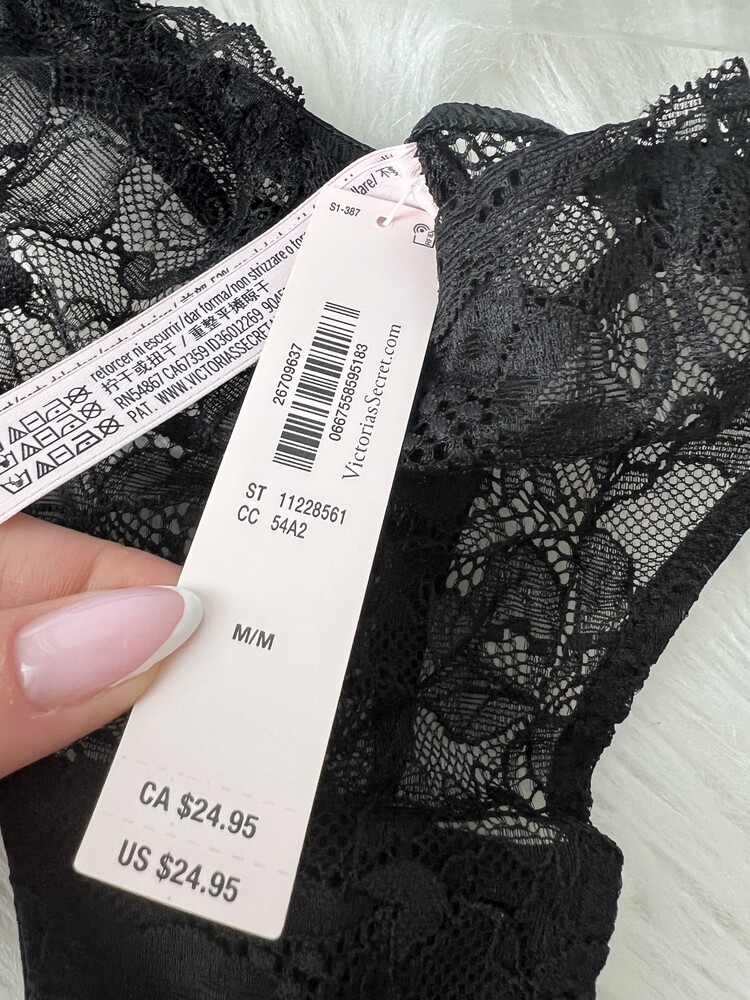 S1-387
26709637
0667558595183
VictoriasSecret.com
ST 11228561
CC 54A2
M/M
CA $24.95
US $24.95
retorcer ni escurrir/dar forma/non strizzare o
拧干或扭干 / 重整平摊晾干
RN54867 CA67359 D36012269
PAT. WWW.VICTORIASSECRET